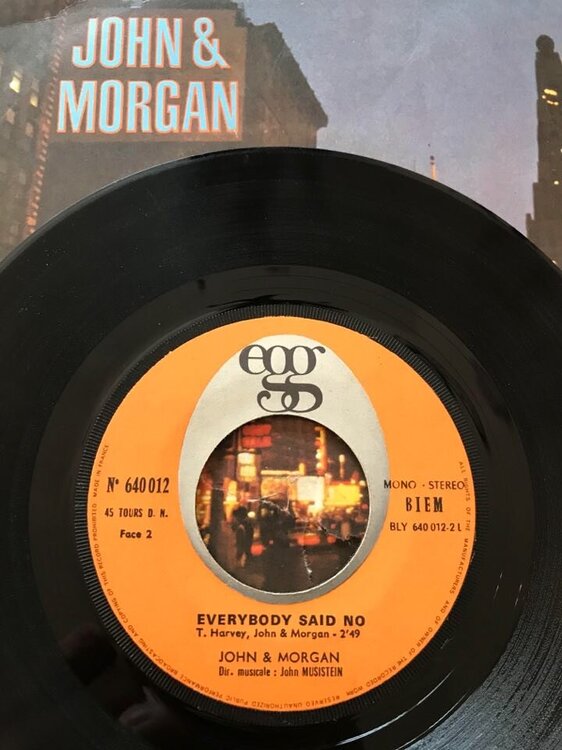 JOHN &
MORGAN
egg
Nº 640 012
45 TOURS D. N.
Face 2
MONO - STEREO
BIEM
BLY 640 012-2 L
EVERYBODY SAID NO
T. Harvey, John & Morgan - 2'49
JOHN & MORGAN
Dir. musicale : John MUSISTEIN
ALL RIGHTS OF THE MANUFACTURERS AND OF OWNER OF THE RECORDED WORK RESERVED UNAUTHORIZED PUBLIC PERFORMANCE BROADCASTING AND COPYING OF THIS RECORD PROHIBITED MADE IN FRANCE